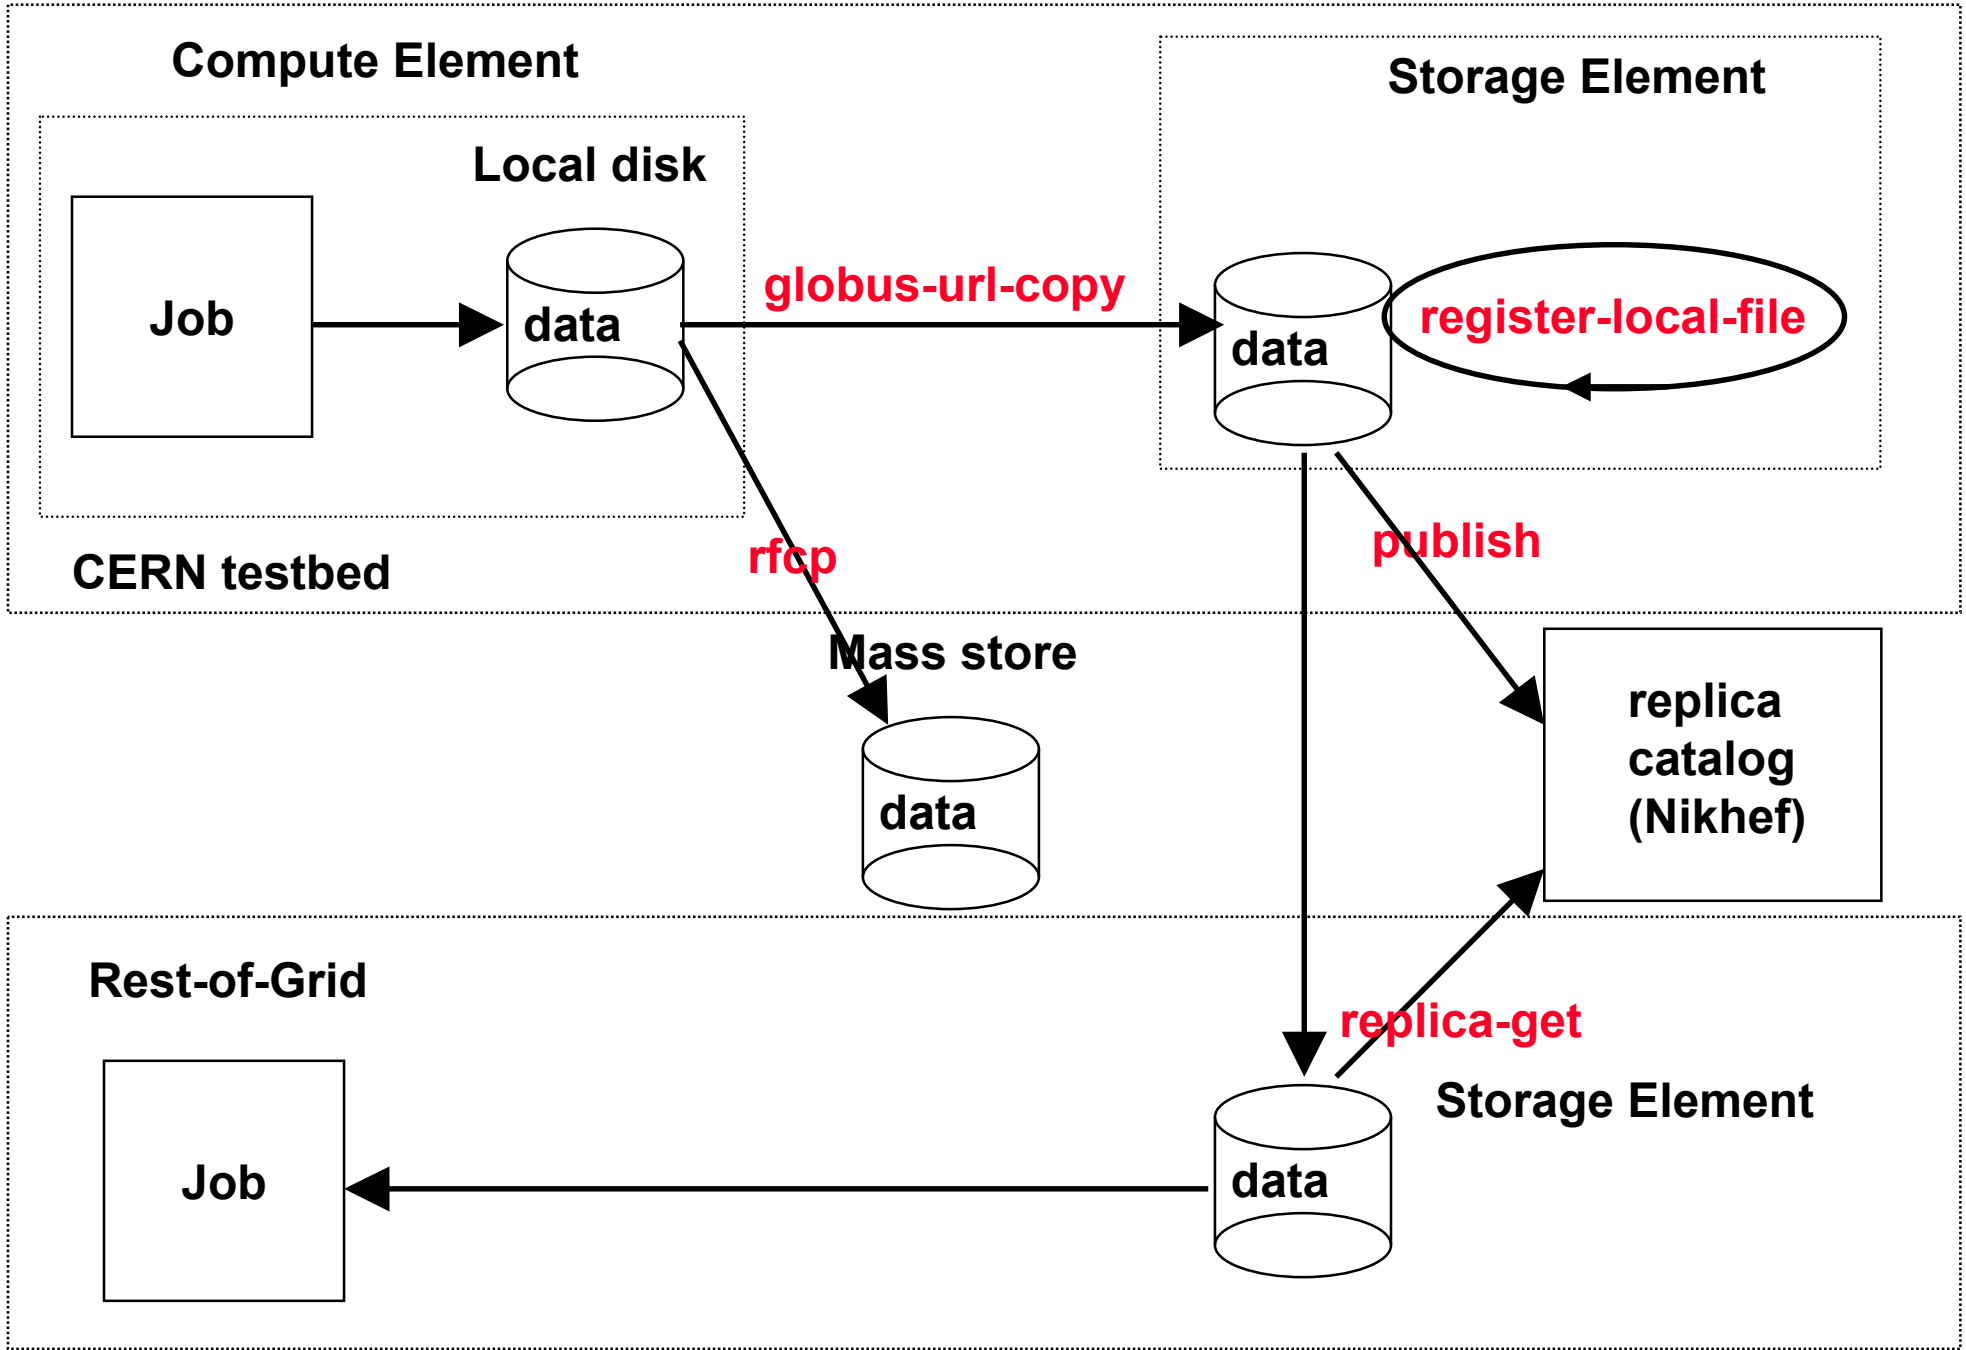 Compute Element
Storage Element
Local disk
Job
data
globus-url-copy
data
register-local-file
CERN testbed
rfcp
publish
Mass store
data
replica
catalog
(Nikhef)
Rest-of-Grid
replica-get
Storage Element
Job
data